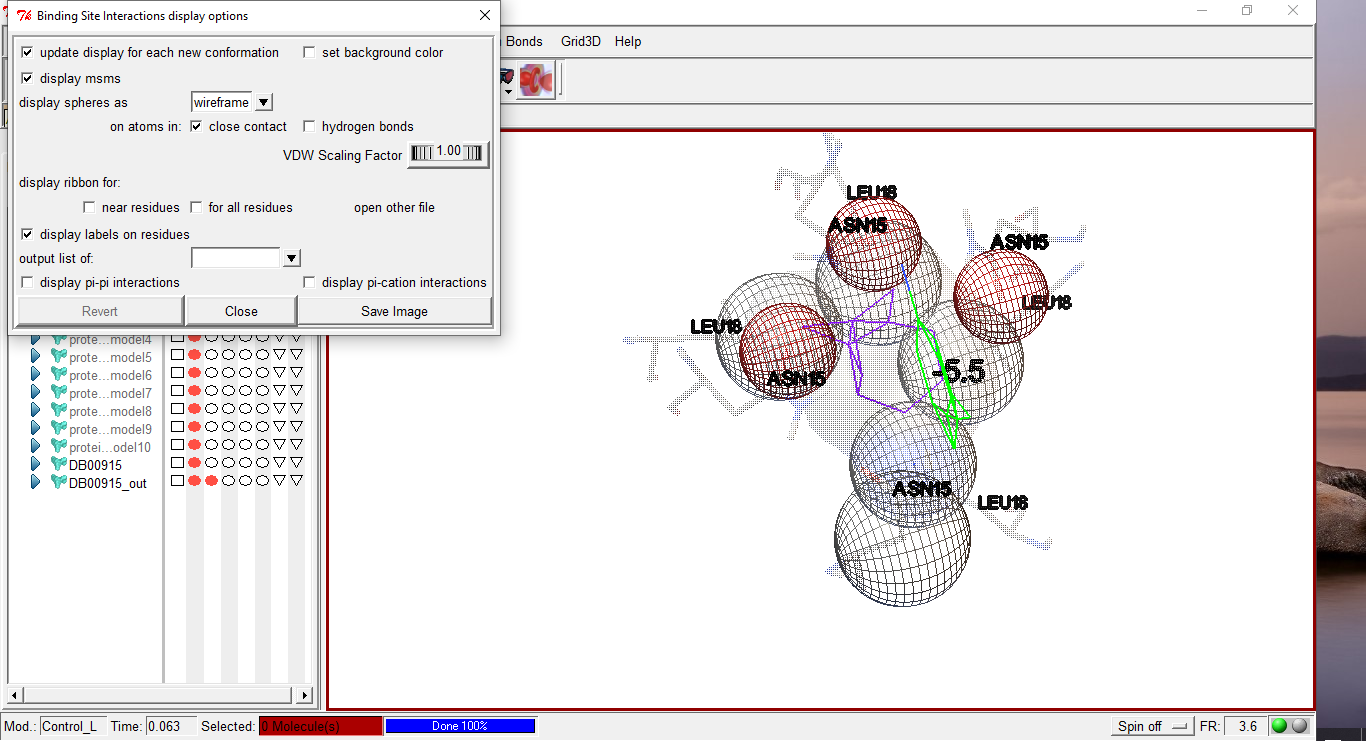 Binding Site Interactions display options
Bonds Grid3D Help
update display for each new conformation set background color
display msms
display spheres as wireframe
on atoms in: close contact hydrogen bonds
VDW Scaling Factor 1.00
display ribbon for:
near residues for all residues open other file
display labels on residues
output list of:
display pi-pi interactions display pi-cation interactions
Revert Close Save Image
prote...model4
prote...model5
prote...model6
prote...model7
prote...model8
prote...model9
protei...odel10
DB00915
DB00915_out
LEU18
ASN15
ASN15
LEU18
LEU18
ASN15
-5.5
ASN15
LEU18
Mod.: Control_L Time: 0.063 Selected: 0 Molecule(s) Done 100% Spin off FR: 3.6